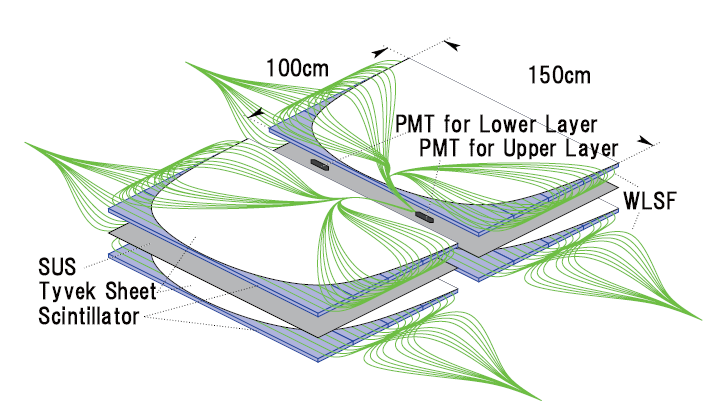 100cm
150cm
PMT for Lower Layer
PMT for Upper Layer
WLSF
SUS
Tyvek Sheet
Scintillator